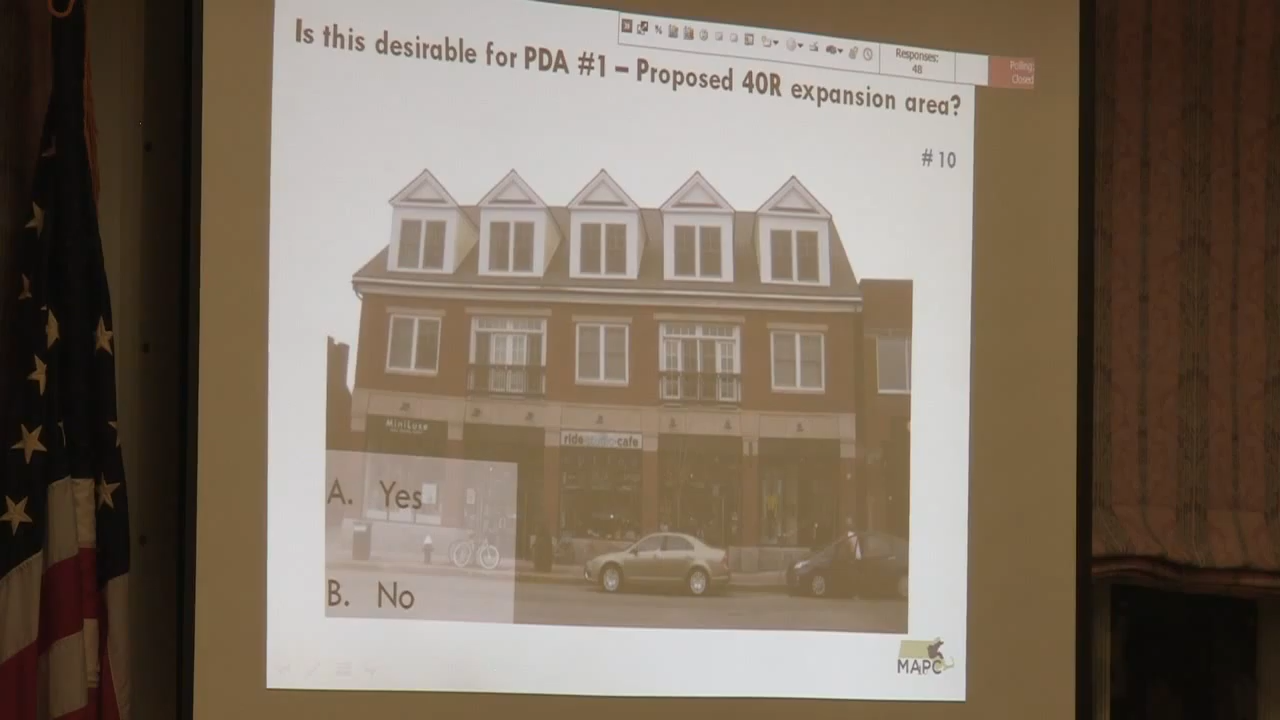 Is this desirable for PDA #1 – Proposed 40R expansion area?
Responses:
48
Polling
Closed
# 10
MiniLuxe
ride studio cafe
A. Yes
B. No
MAPC